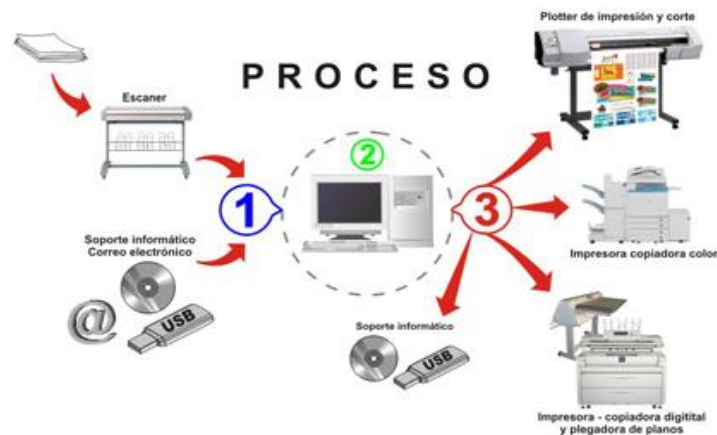 Plotter de impresión y corte
PROCESO
Escaner
2
1
3
Impresora copiadora color
Soporte informático
Correo electrónico
@
USB
Soporte informático
USB
Impresora - copiadora digitital
y plegadora de planos